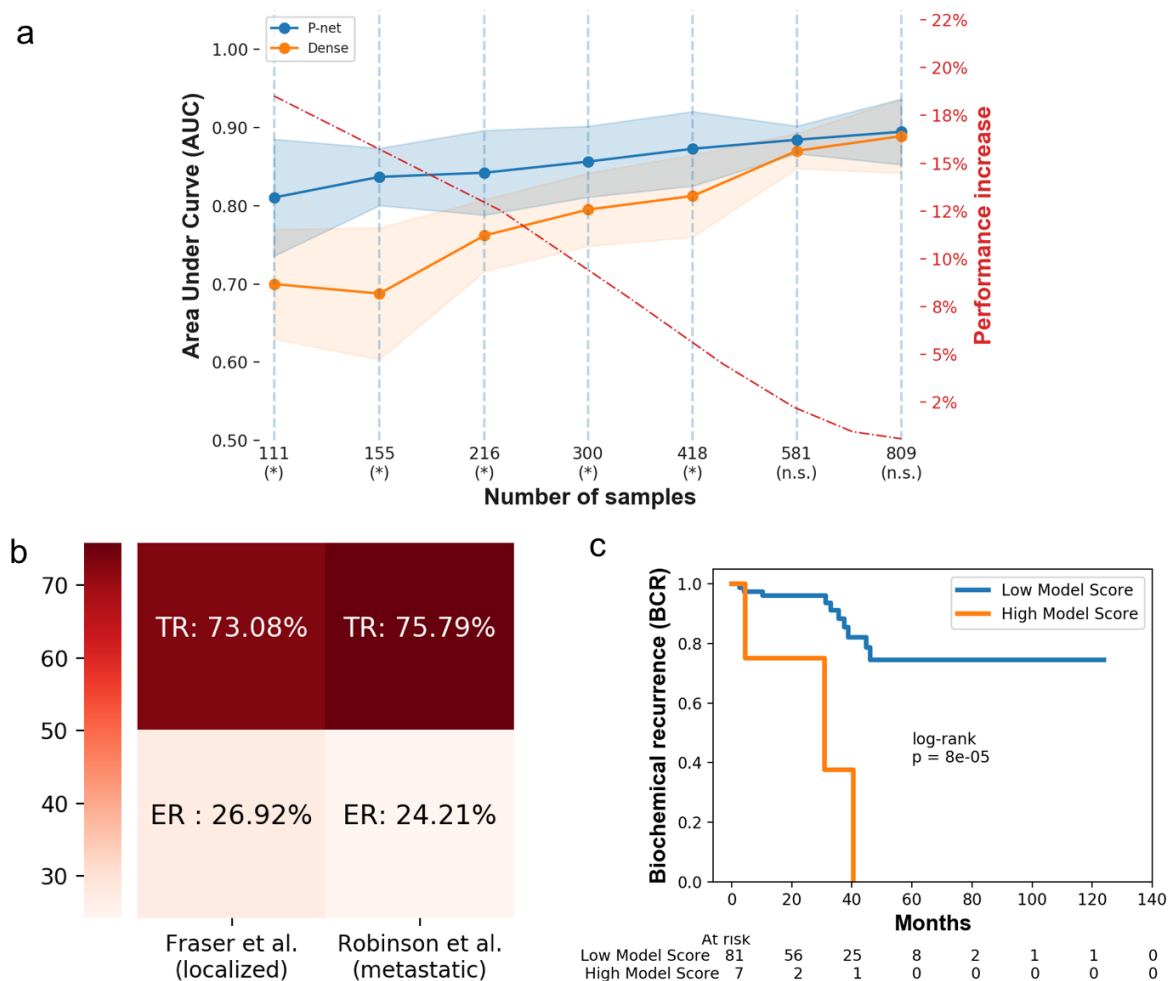 a
P-net
Dense
Area Under Curve (AUC)
1.00
0.90
0.80
0.70
0.60
0.50
22%
20%
18%
15%
12%
10%
8%
5%
2%
Performance increase
111 155 216 300 418 581 809
(*) (*) (*) (*) (*) (n.s.) (n.s.)
Number of samples
b
70
60
50
40
30
TR: 73.08% TR: 75.79%
ER : 26.92% ER: 24.21%
Fraser et al. Robinson et al.
(localized) (metastatic)
c
Biochemical recurrence (BCR)
1.0
0.8
0.6
0.4
0.2
0.0
Low Model Score
High Model Score
log-rank
p = 8e-05
0 20 40 60 80 100 120 140
Months
At risk
Low Model Score 81 56 25 8 2 1 1 0
High Model Score 7 2 1 0 0 0 0 0